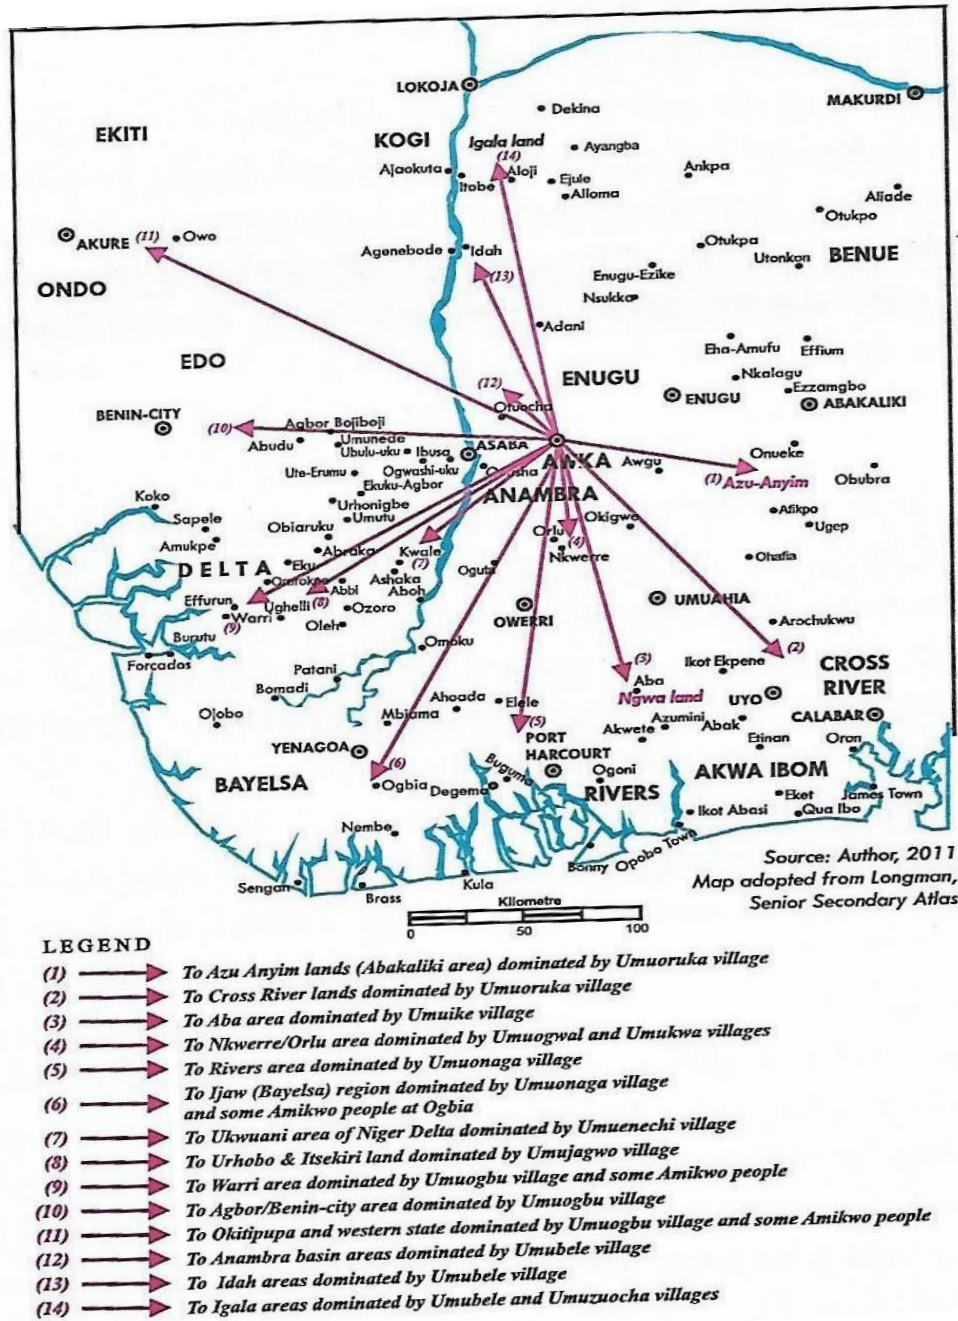 LOKOJA
MAKURDI
Dekina
EKITI
KOGI
Igala land
(14)
Ayangba
Ajaokuta
Itobe
Aloji
Ejule
Alloma
Ankpa
Aliade
Otukpo
AKURE
(11)
Owo
Agenebode
Idah
(13)
Otukpa
Utonkon
BENUE
Enugu-Ezike
Nsukka
ONDO
Adani
EDO
Eha-Amufu
Effium
Nkalagu
Ezzamgbo
ENUGU
ENUGU
ABAKALIKI
(12)
Otuocha
BENIN-CITY
(10)
Agbor Bojiboji
Abudu
Umunede
Ubulu-uku
Ibusa
ASABA
AWKA
Awgu
Onueke
(1) Azu-Anyim
Obubra
Ute-Erumu
Ogwashi-uku
Ekuku-Agbor
ANAMBRA
Koko
Urhonigbe
Umutu
Okigwe
Afikpo
Ugep
Sapele
Obiaruku
Orlu
(4)
Nkwerre
Amukpe
Abraka
Kwale
(7)
Ohafia
DELTA
Eku
Oguta
Abbi
Ashaka
Aboh
Effurun
Ughelli
(8)
Ozoro
OWERRI
UMUAHIA
Warri
(9)
Oleh
Arochukwu
Burutu
Omoku
(2)
Forcados
Patani
(3)
Ikot Ekpene
CROSS
RIVER
Bomadi
Aba
Ngwa land
UYO
Ahoada
Elele
Ojobo
Mbiama
(5)
Akwete
Azumini
Abak
CALABAR
PORT
HARCOURT
Etinan
Oron
YENAGOA
(6)
Buguma
Ogoni
AKWA IBOM
BAYELSA
Ogbia
Degema
RIVERS
Eket
James Town
Ikot Abasi
Qua Ibo
Nembe
Bonny
Opobo Town
Sengan
Brass
Kula
Source: Author, 2011
Map adopted from Longman,
Senior Secondary Atlas
Kilometre
0 50 100
LEGEND
(1) To Azu Anyim lands (Abakaliki area) dominated by Umuoruka village
(2) To Cross River lands dominated by Umuoruka village
(3) To Aba area dominated by Umuike village
(4) To Nkwerre/Orlu area dominated by Umuogwal and Umukwa villages
(5) To Rivers area dominated by Umuonaga village
(6) To Ijaw (Bayelsa) region dominated by Umuonaga village
and some Amikwo people at Ogbia
(7) To Ukwuani area of Niger Delta dominated by Umuenechi village
(8) To Urhobo & Itsekiri land dominated by Umujagwo village
(9) To Warri area dominated by Umuogbu village and some Amikwo people
(10) To Agbor/Benin-city area dominated by Umuogbu village
(11) To Okitipupa and western state dominated by Umuogbu village and some Amikwo people
(12) To Anambra basin areas dominated by Umubele village
(13) To Idah areas dominated by Umubele village
(14) To Igala areas dominated by Umubele and Umuzuocha villages